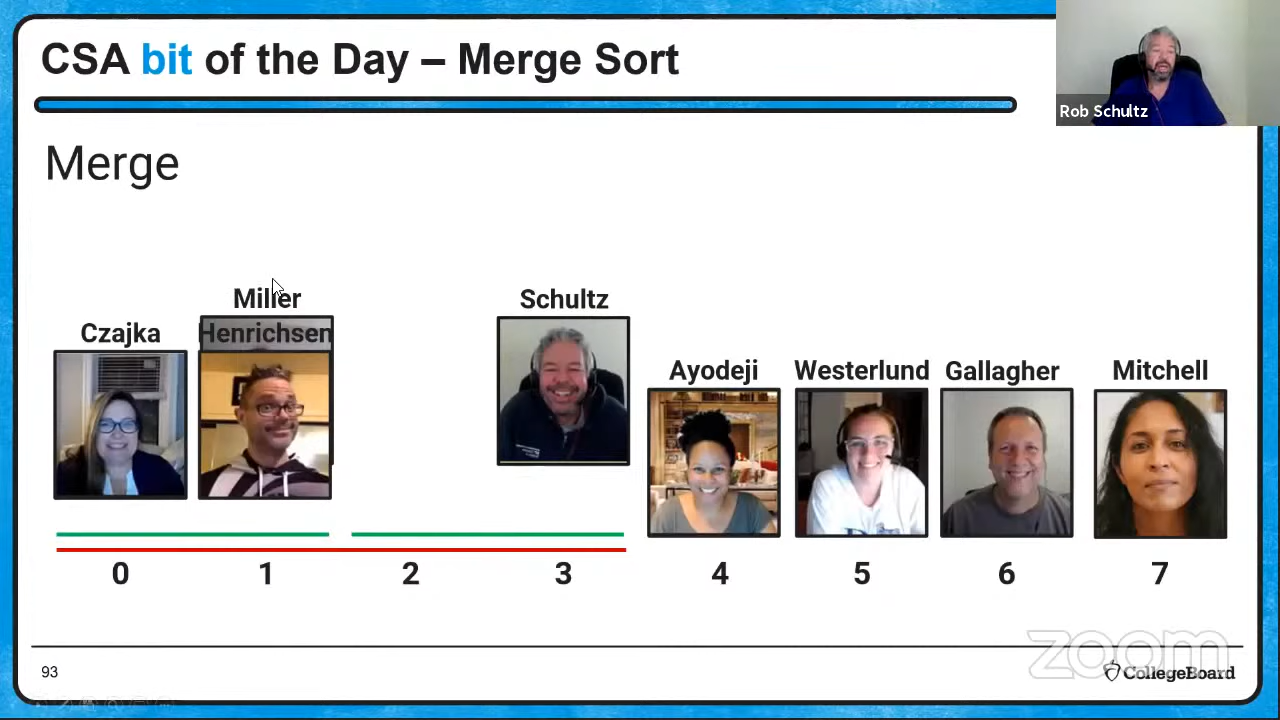 CSA bit of the Day – Merge Sort
Rob Schultz
Merge
Miller
Schultz
Czajka
Henrichsen
Ayodeji
Westerlund
Gallagher
Mitchell
0
1
2
3
4
5
6
7
zoom
93
CollegeBoard